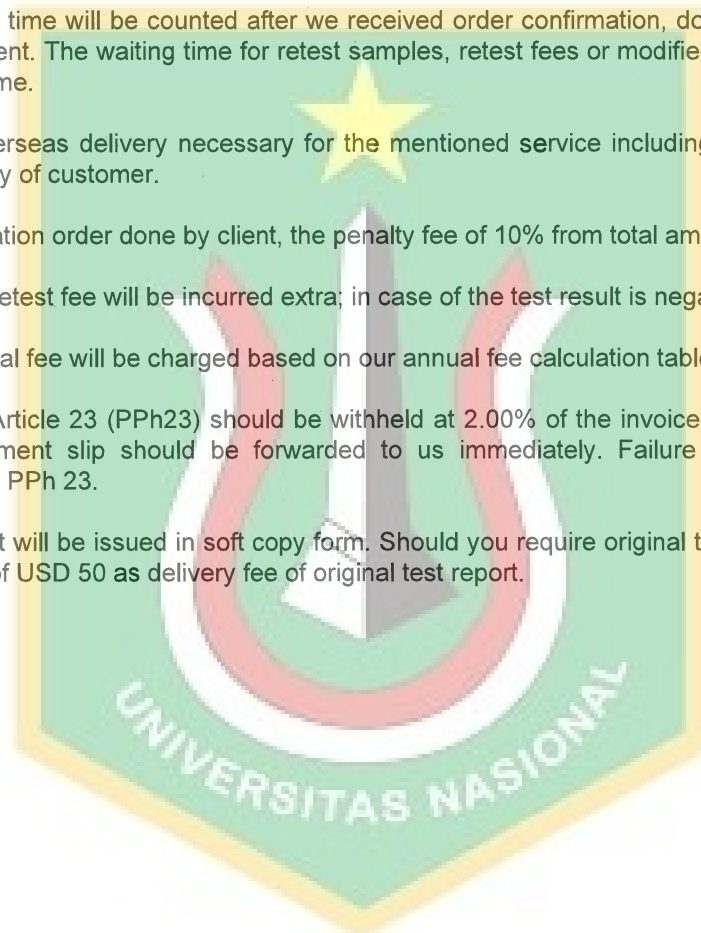 time will be counted after we received order confirmation, do
ent. The waiting time for retest samples, retest fees or modifie
me.
erseas delivery necessary for the mentioned service including
y of customer.
ation order done by client, the penalty fee of 10% from total am
etest fee will be incurred extra; in case of the test result is nega
al fee will be charged based on our annual fee calculation table
Article 23 (PPh23) should be withheld at 2.00% of the invoice
ment slip should be forwarded to us immediately. Failure
PPh 23.
t will be issued in soft copy form. Should you require original t
of USD 50 as delivery fee of original test report.
UNIVERSITAS NASIONAL